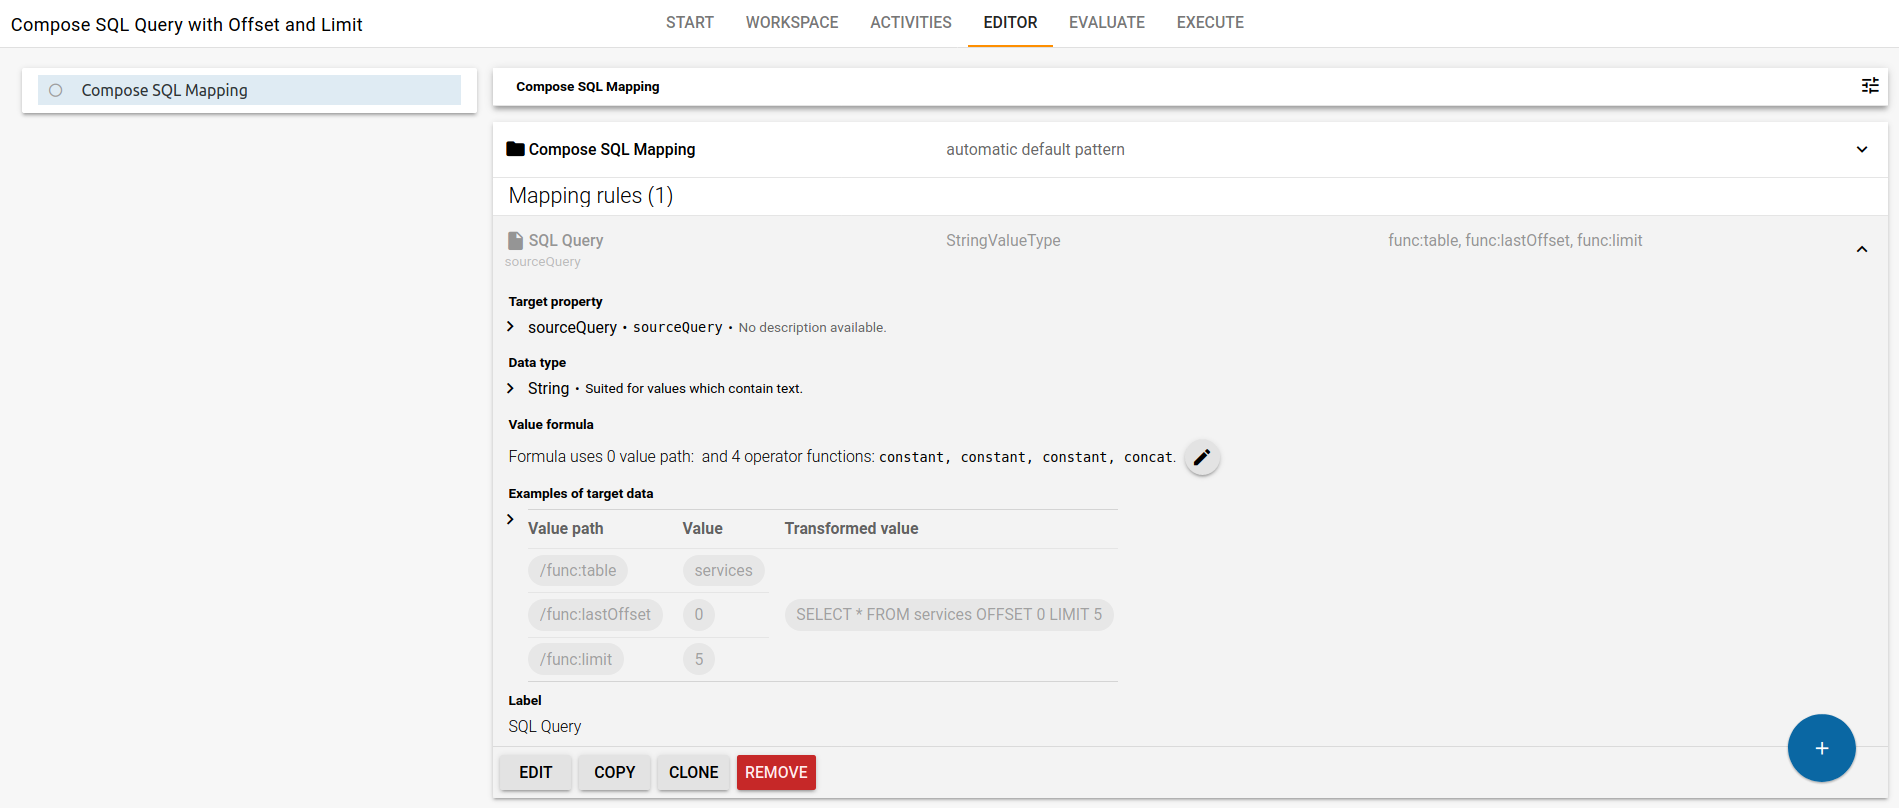 Compose SQL Query with Offset and Limit
START WORKSPACE ACTIVITIES EDITOR EVALUATE EXECUTE
Compose SQL Mapping
Compose SQL Mapping
Compose SQL Mapping automatic default pattern
Mapping rules (1)
SQL Query StringValueType func:table, func:lastOffset, func:limit
sourceQuery
Target property
sourceQuery • sourceQuery • No description available.
Data type
String • Suited for values which contain text.
Value formula
Formula uses 0 value path:  and 4 operator functions: constant, constant, constant, concat.
Examples of target data
Value path Value Transformed value
/func:table services
/func:lastOffset 0 SELECT * FROM services OFFSET 0 LIMIT 5
/func:limit 5
Label
SQL Query
EDIT COPY CLONE REMOVE